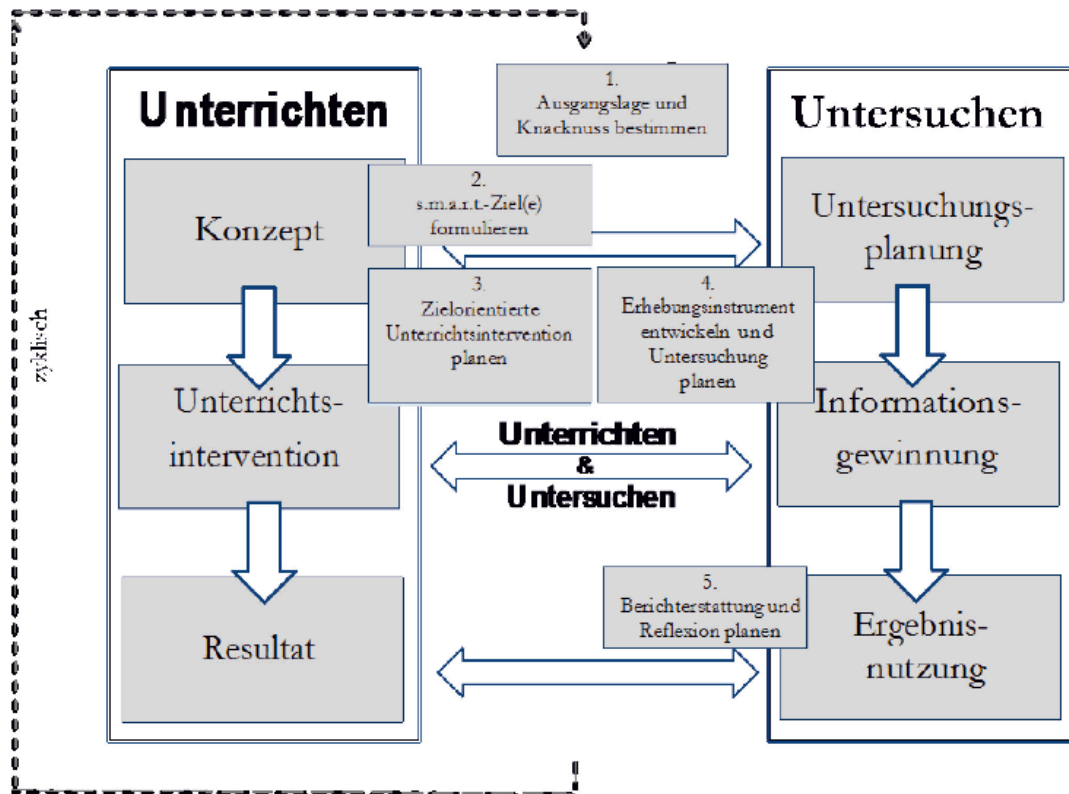 zyklisch
Unterrichten
Konzept
Unterrichts-
intervention
Resultat
1.
Ausgangslage und
Knacknuss bestimmen
2.
s.m.a.r.t.-Ziel(e)
formulieren
3.
Zielorientierte
Unterrichtsintervention
planen
4.
Erhebungsinstrument
entwickeln und
Untersuchung
planen
Unterrichten
&
Untersuchen
5.
Berichterstattung und
Reflexion planen
Untersuchen
Untersuchungs-
planung
Informations-
gewinnung
Ergebnis-
nutzung